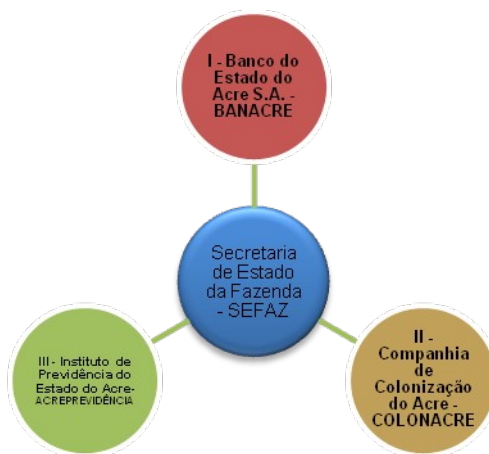 I - Banco do
Estado do
Acre S.A. -
BANACRE
Secretaria
de Estado
da Fazenda
- SEFAZ
III - Instituto de
Previdência do
Estado do Acre-
ACREPREVIDÊNCIA
II -
Companhia
de
Colonização
do Acre -
COLONACRE